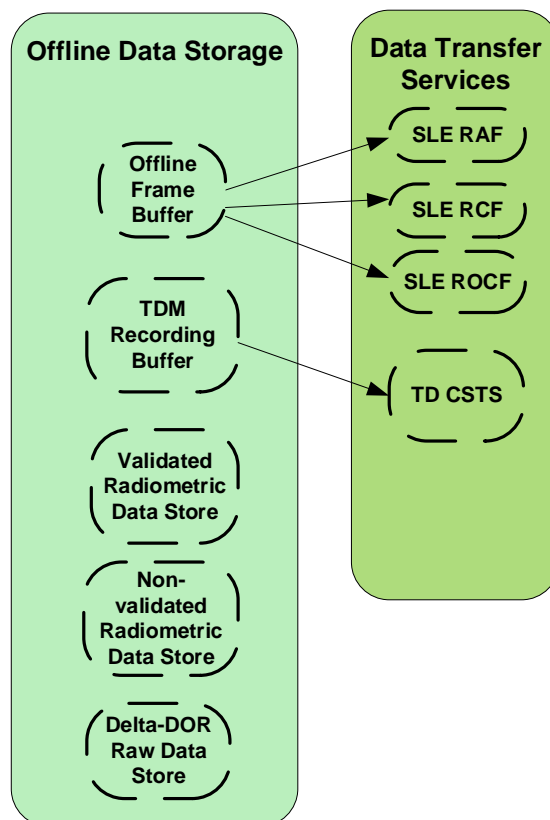 Offline Data Storage
Offline
Frame
Buffer
TDM
Recording
Buffer
Validated
Radiometric
Data Store
Non-
validated
Radiometric
Data Store
Delta-DOR
Raw Data
Store
Data Transfer
Services
SLE RAF
SLE RCF
SLE ROCF
TD CSTS